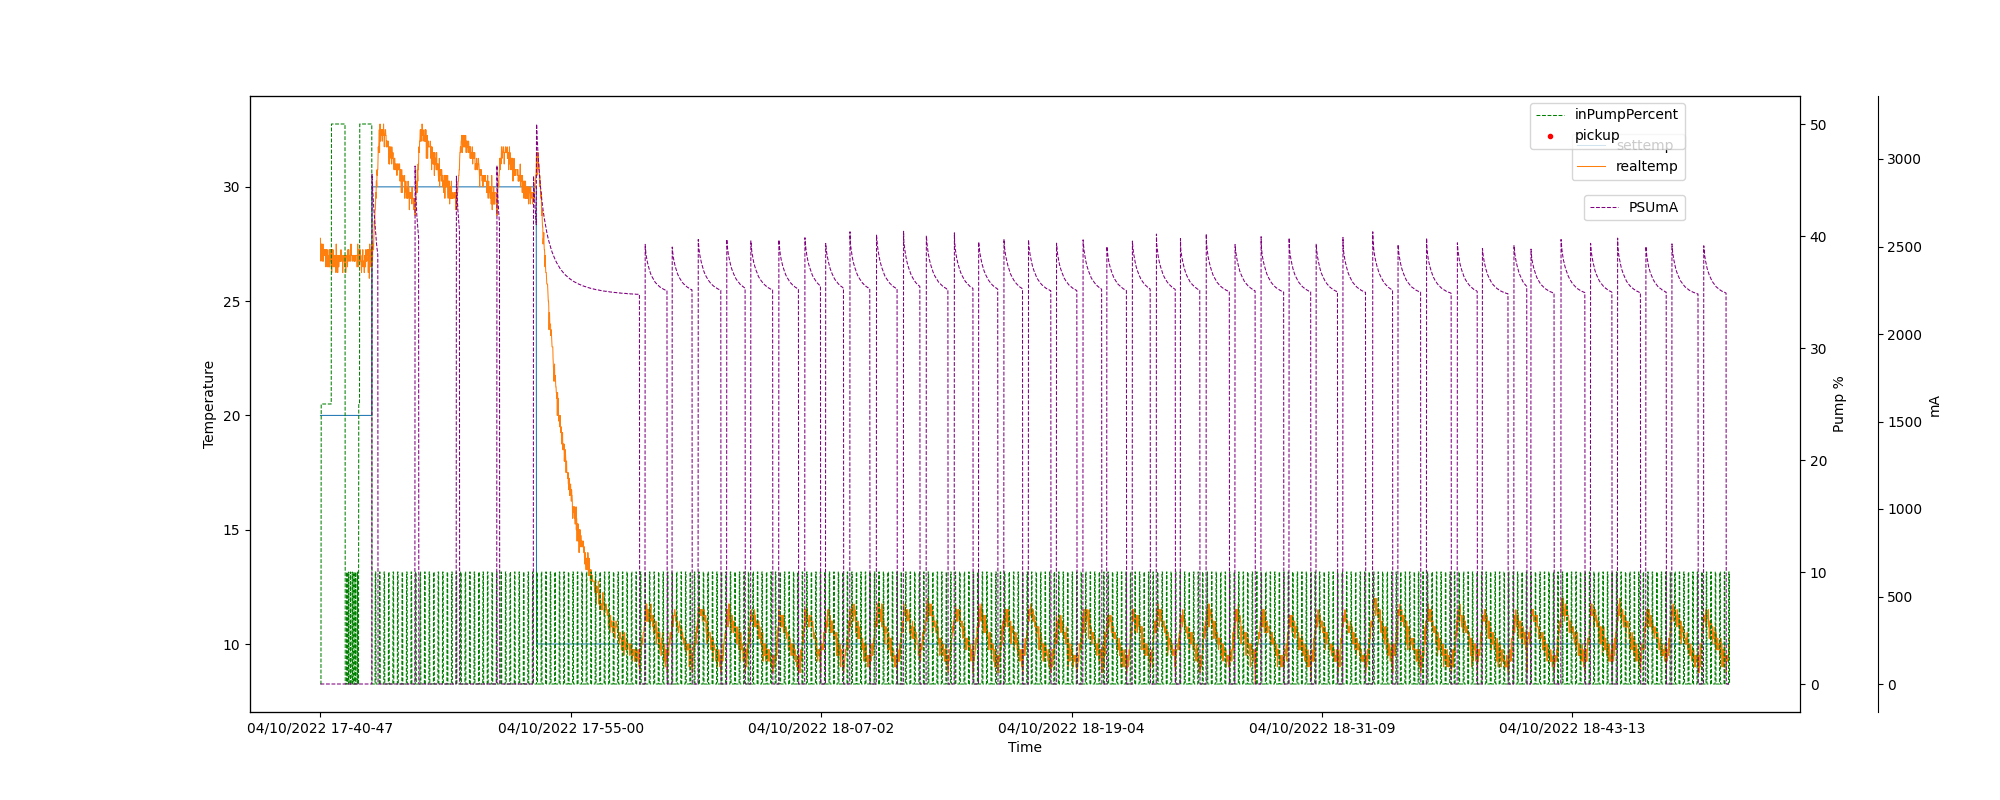 inPumpPercent
pickup
settemp
realtemp
PSUmA
30
25
20
15
10
Temperature
50
40
30
20
10
0
Pump %
3000
2500
2000
1500
1000
500
0
mA
04/10/2022 17-40-47
04/10/2022 17-55-00
04/10/2022 18-07-02
04/10/2022 18-19-04
04/10/2022 18-31-09
04/10/2022 18-43-13
Time